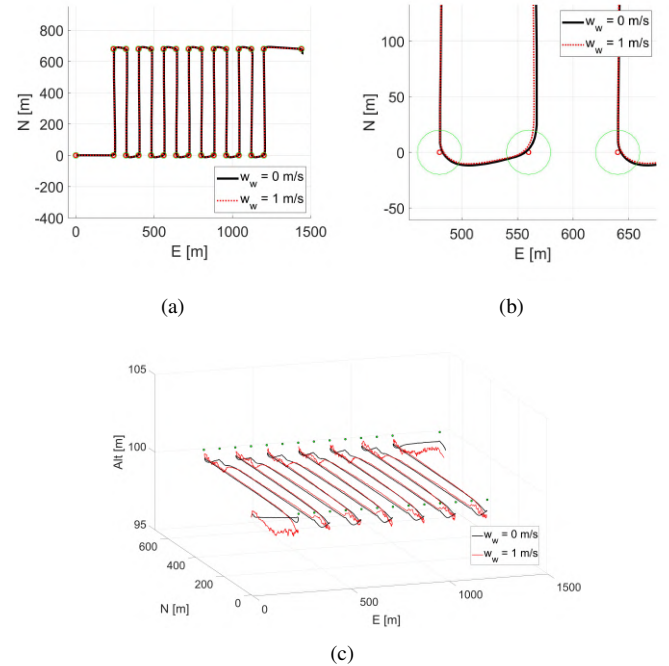 800
600
400
200
0
-200
-400
N [m]
w_w = 0 m/s
w_w = 1 m/s
0
500
1000
1500
E [m]
(a)
100
50
0
-50
N [m]
w_w = 0 m/s
w_w = 1 m/s
500
550
600
650
E [m]
(b)
105
100
95
Alt [m]
600
400
200
0
N [m]
0
500
1000
1500
E [m]
w_w = 0 m/s
w_w = 1 m/s
(c)